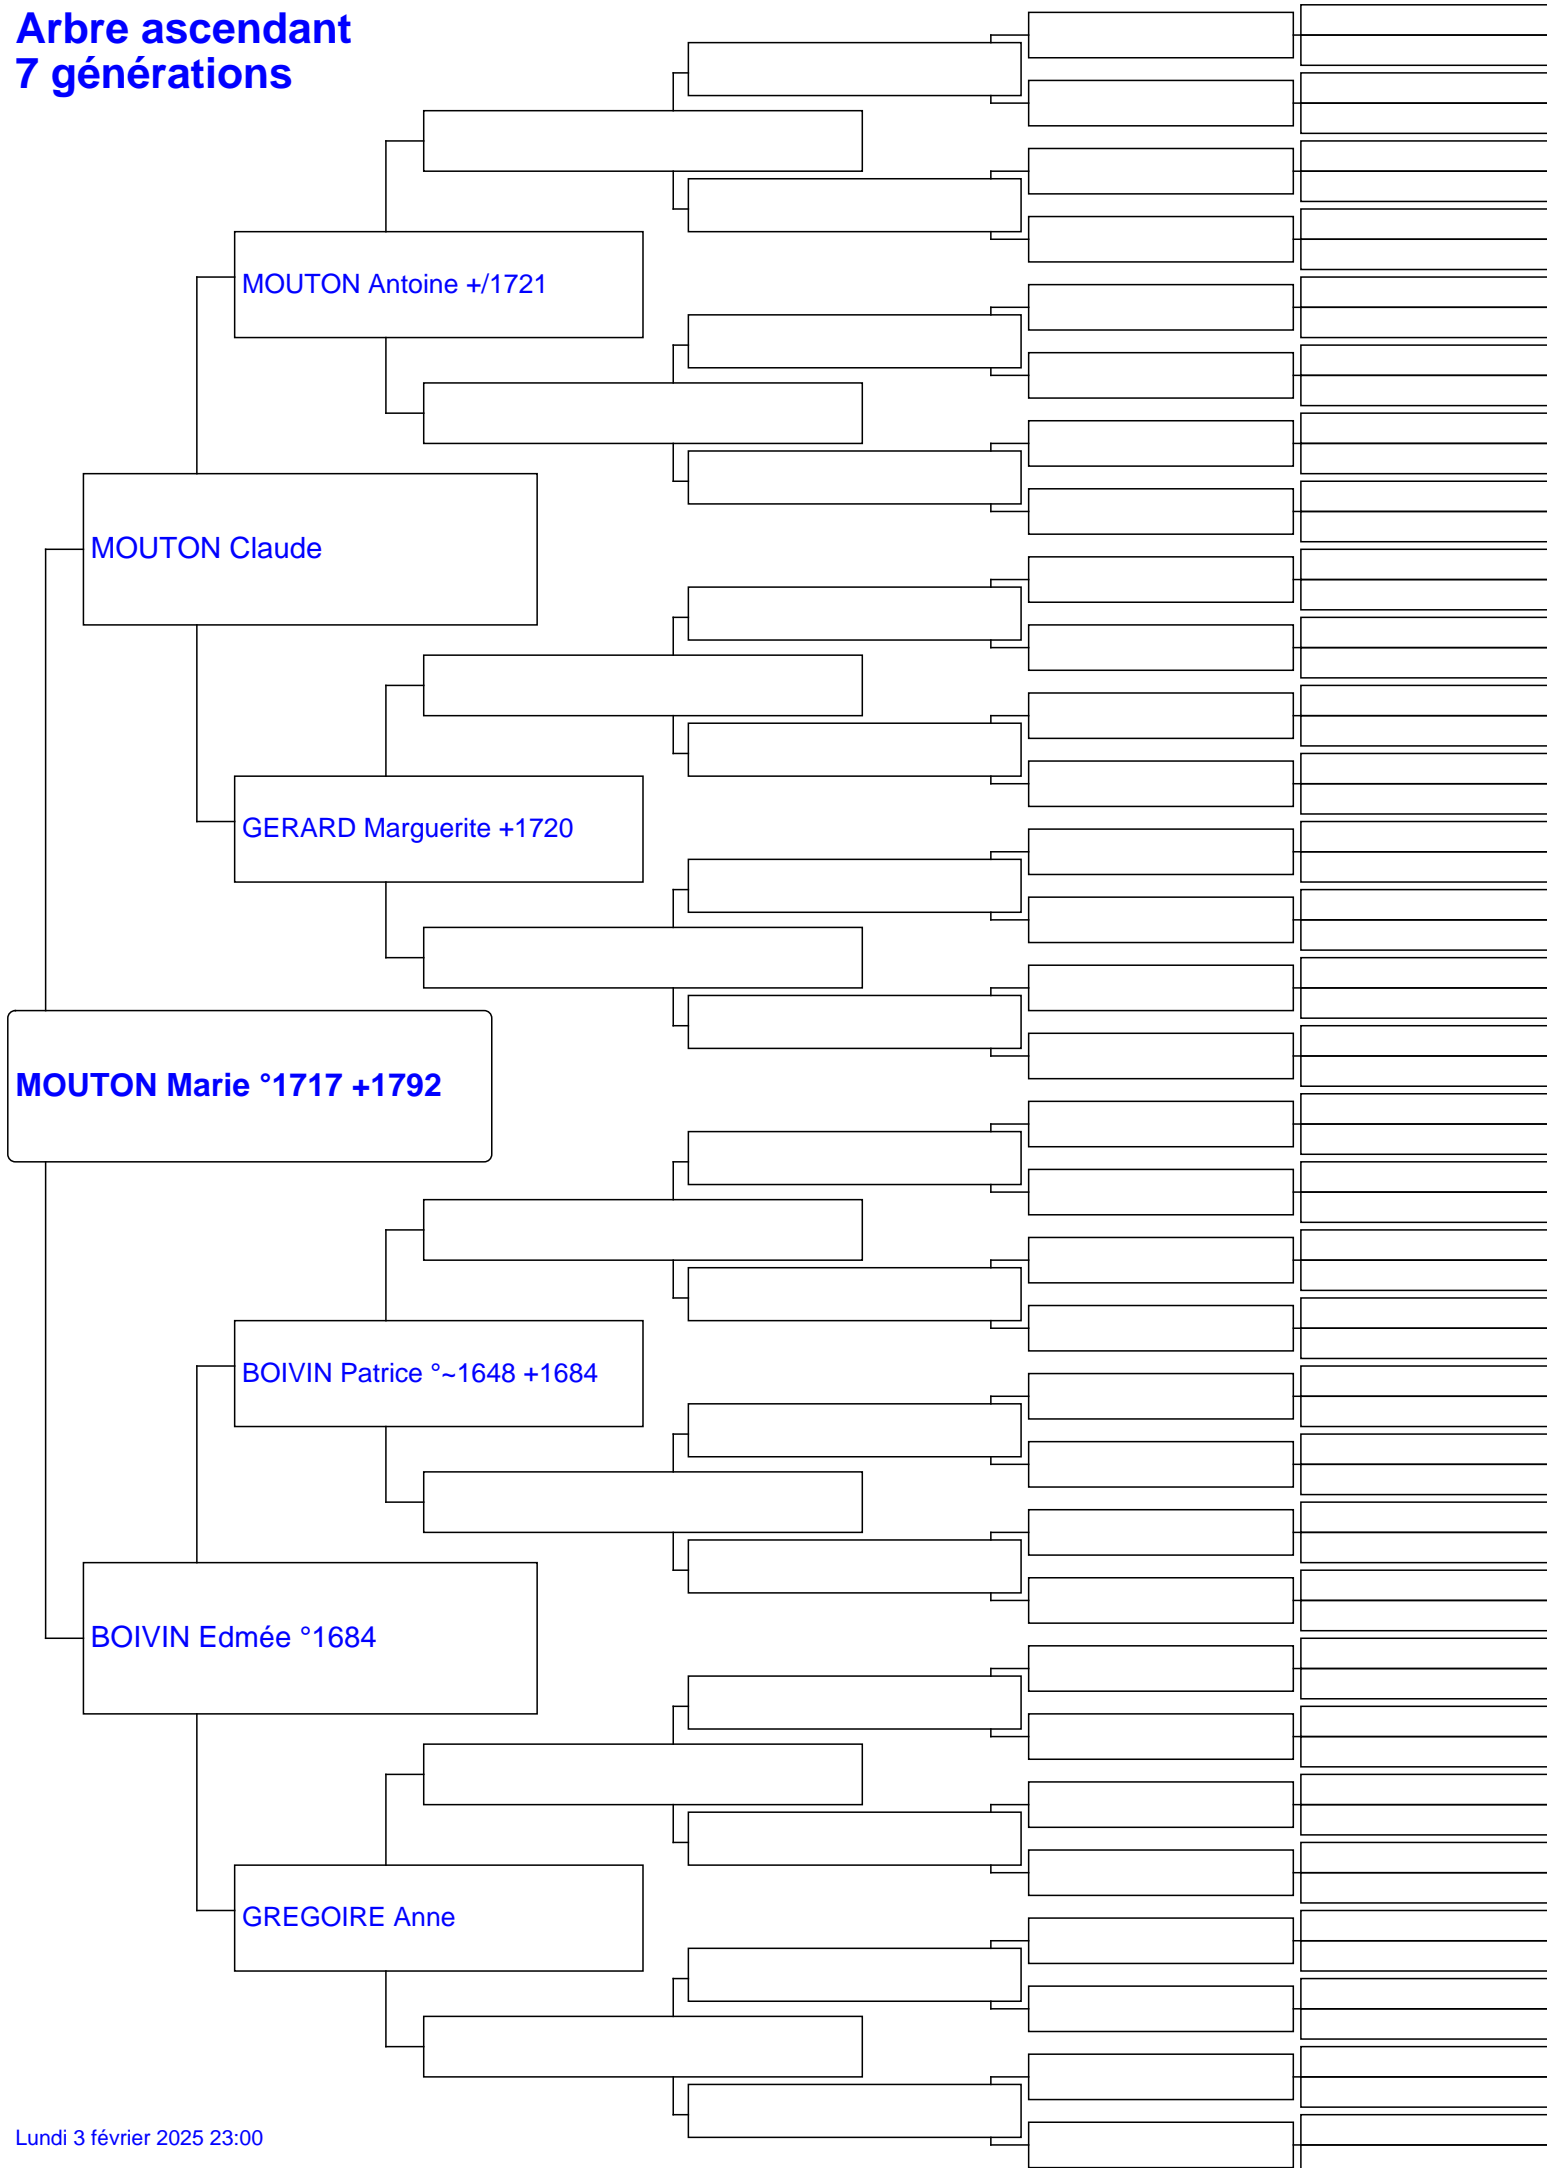 Arbre ascendant
7 générations
MOUTON Antoine +/1721
MOUTON Claude
GERARD Marguerite +1720
MOUTON Marie °1717 +1792
BOIVIN Patrice °~1648 +1684
BOIVIN Edmée °1684
GREGOIRE Anne
Lundi 3 février 2025 23:00